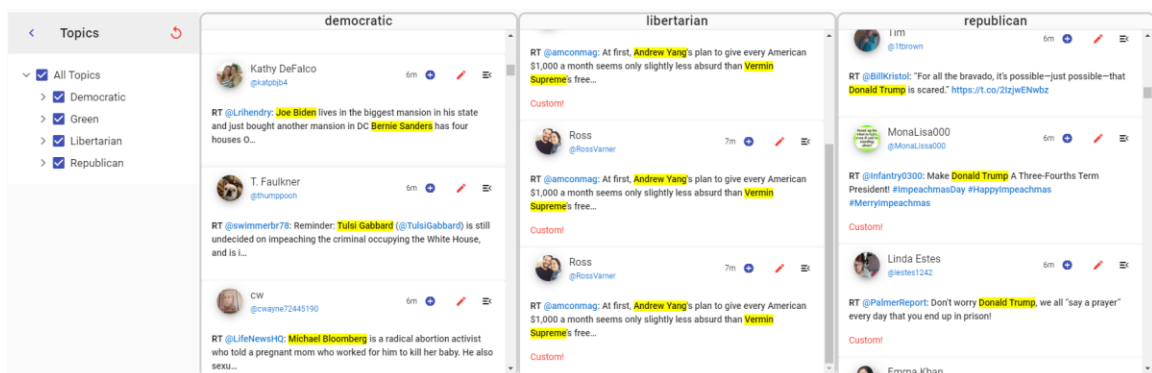 Topics
All Topics
Democratic
Green
Libertarian
Republican
democratic
Kathy DeFalco
6m
@katpbjb4
RT @Lrihendry: Joe Biden lives in the biggest mansion in his state
and just bought another mansion in DC Bernie Sanders has four
houses O...
T. Faulkner
6m
@thumppooh
RT @swimmerbr78: Reminder: Tulsi Gabbard (@TulsiGabbard) is still
undecided on impeaching the criminal occupying the White House,
and is i...
cw
6m
@cwayne72445190
RT @LifeNewsHQ: Michael Bloomberg is a radical abortion activist
who told a pregnant mom who worked for him to kill her baby. He also
sexu...
libertarian
RT @amconmag: At first, Andrew Yang's plan to give every American
$1,000 a month seems only slightly less absurd than Vermin
Supreme's free...
Custom!
Ross
7m
@RossVarner
RT @amconmag: At first, Andrew Yang's plan to give every American
$1,000 a month seems only slightly less absurd than Vermin
Supreme's free...
Custom!
Ross
7m
@RossVarner
RT @amconmag: At first, Andrew Yang's plan to give every American
$1,000 a month seems only slightly less absurd than Vermin
Supreme's free...
Custom!
republican
Tim
6m
@1tbrown
RT @BillKristol: "For all the bravado, it's possible—just possible—that
Donald Trump is scared." https://t.co/2IzjwENwbz
MonaLisa000
6m
@MonaLissa000
RT @Infantry0300: Make Donald Trump A Three-Fourths Term
President! #ImpeachmasDay #HappyImpeachmas
#MerryImpeachmas
Custom!
Linda Estes
6m
@lestes1242
RT @PalmerReport: Don't worry Donald Trump, we all "say a prayer"
every day that you end up in prison!
Custom!
Emma Khan